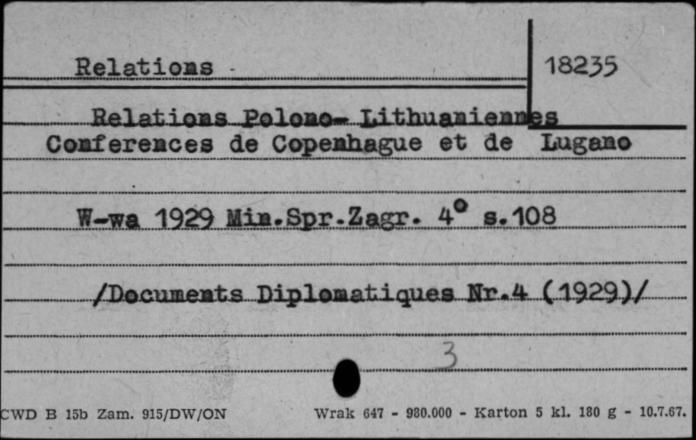 Relations
18235
Relations Polono- Lithuaniennes
Conferences de Copenhague et de Lugano
W-wa 1929 Min.Spr.Zagr. 4° s.108
/Documents Diplomatiques Nr.4 (1929)/
3
CWD B 15b Zam. 915/DW/ON Wrak 647 - 980.000 - Karton 5 kl. 180 g - 10.7.67.